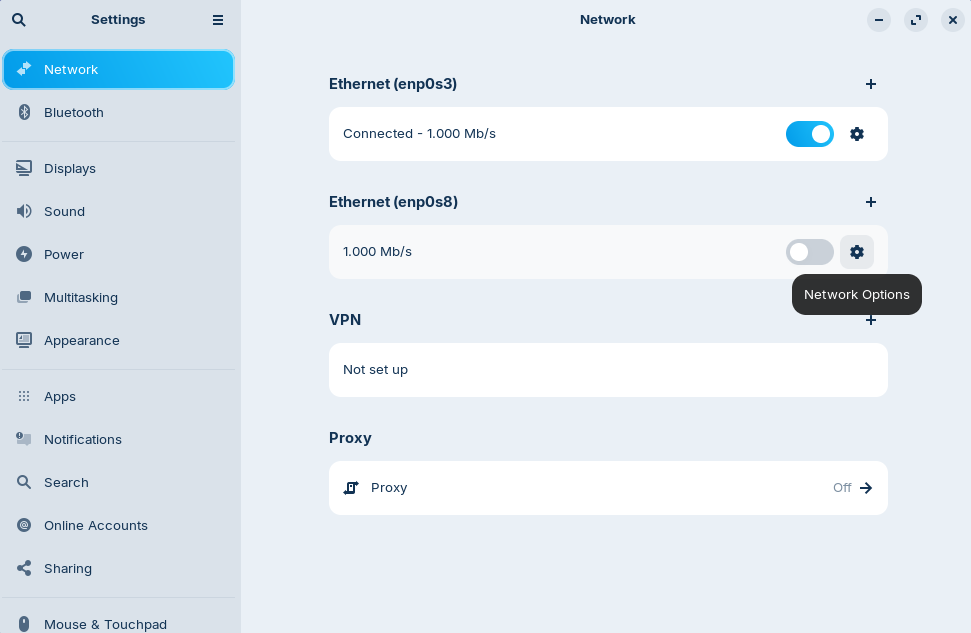 Settings
Network
Network
Bluetooth
Displays
Sound
Power
Multitasking
Appearance
Apps
Notifications
Search
Online Accounts
Sharing
Mouse & Touchpad
Ethernet (enp0s3)
Connected - 1.000 Mb/s
Ethernet (enp0s8)
1.000 Mb/s
Network Options
VPN
Not set up
Proxy
Proxy
Off